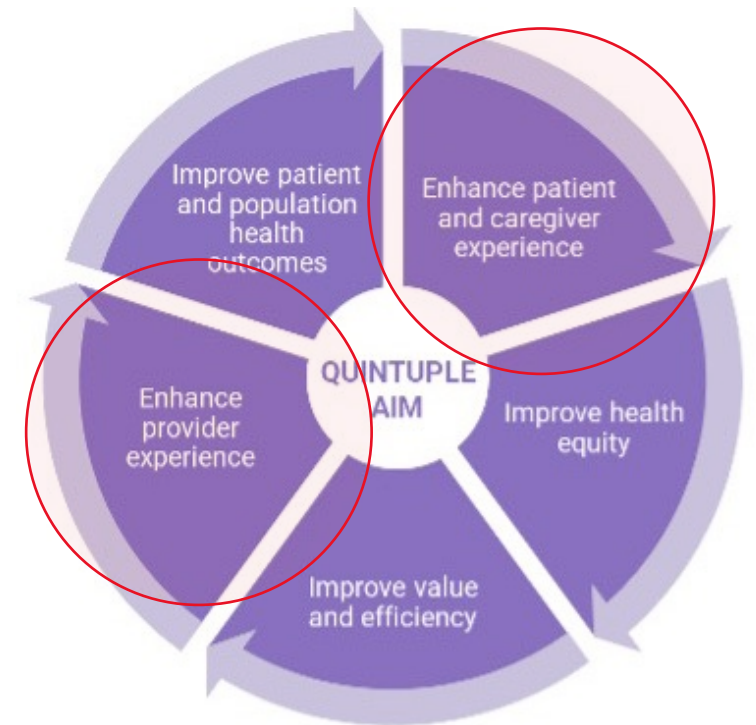 Improve patient
and population
health
outcomes
Enhance patient
and caregiver
experience
QUINTUPLE
AIM
Enhance
provider
experience
Improve health
equity
Improve value
and efficiency